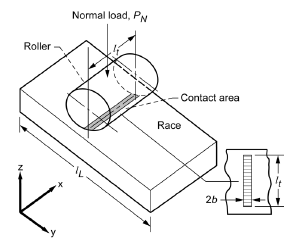 Normal load, P_N
Roller
l_t
Contact area
Race
l_L
z
x
y
2b
l_t